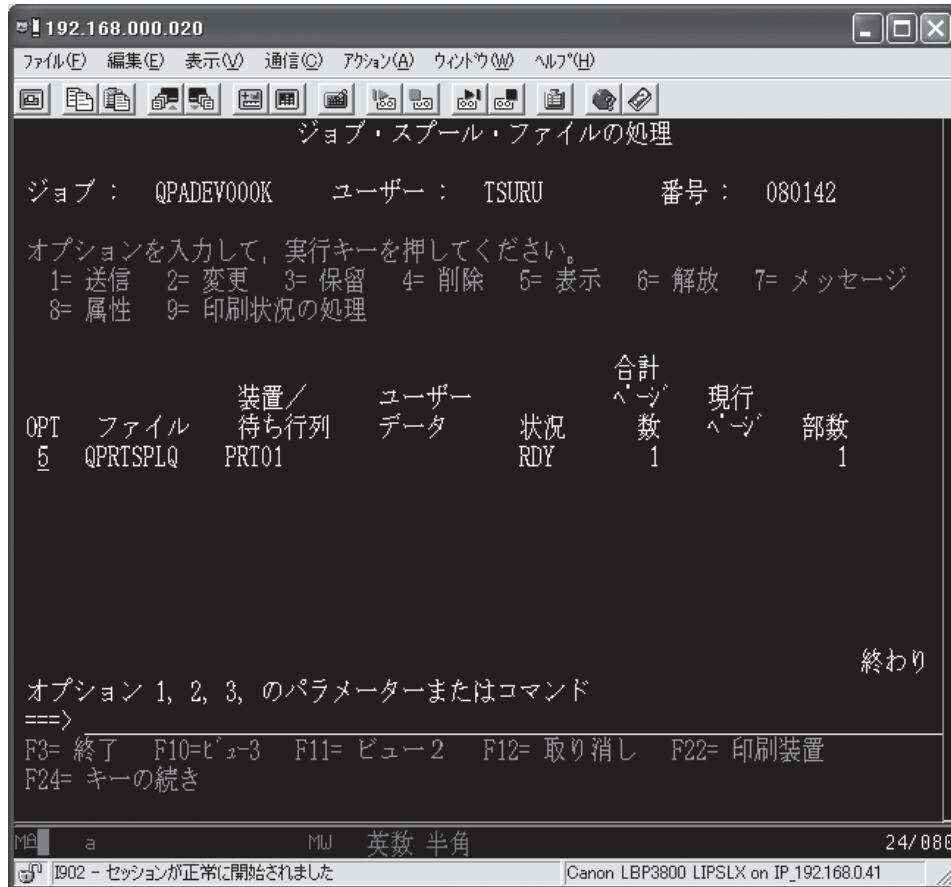 192.168.000.020
ファイル(F) 編集(E) 表示(V) 通信(C) アクション(A) ウィンドウ(W) ヘルプ(H)
ジョブ・スプール・ファイルの処理
ジョブ : QPADEV000K ユーザー : TSURU 番号 : 080142
オプションを入力して, 実行キーを押してください。
1= 送信 2= 変更 3= 保留 4= 削除 5= 表示 6= 解放 7= メッセージ
8= 属性 9= 印刷状況の処理
合計
装置/ ユーザー ページ 現行
OPT ファイル 待ち行列 データ 状況 数 ページ 部数
5 QPRTSPLQ PRT01 RDY 1 1
終わり
オプション 1, 2, 3, のパラメーターまたはコマンド
===>
F3= 終了 F10=ビュー3 F11= ビュー2 F12= 取り消し F22= 印刷装置
F24= キーの続き
MA a MW 英数 半角 24/080
I902 - セッションが正常に開始されました Canon LBP3800 LIPSLX on IP_192.168.0.41